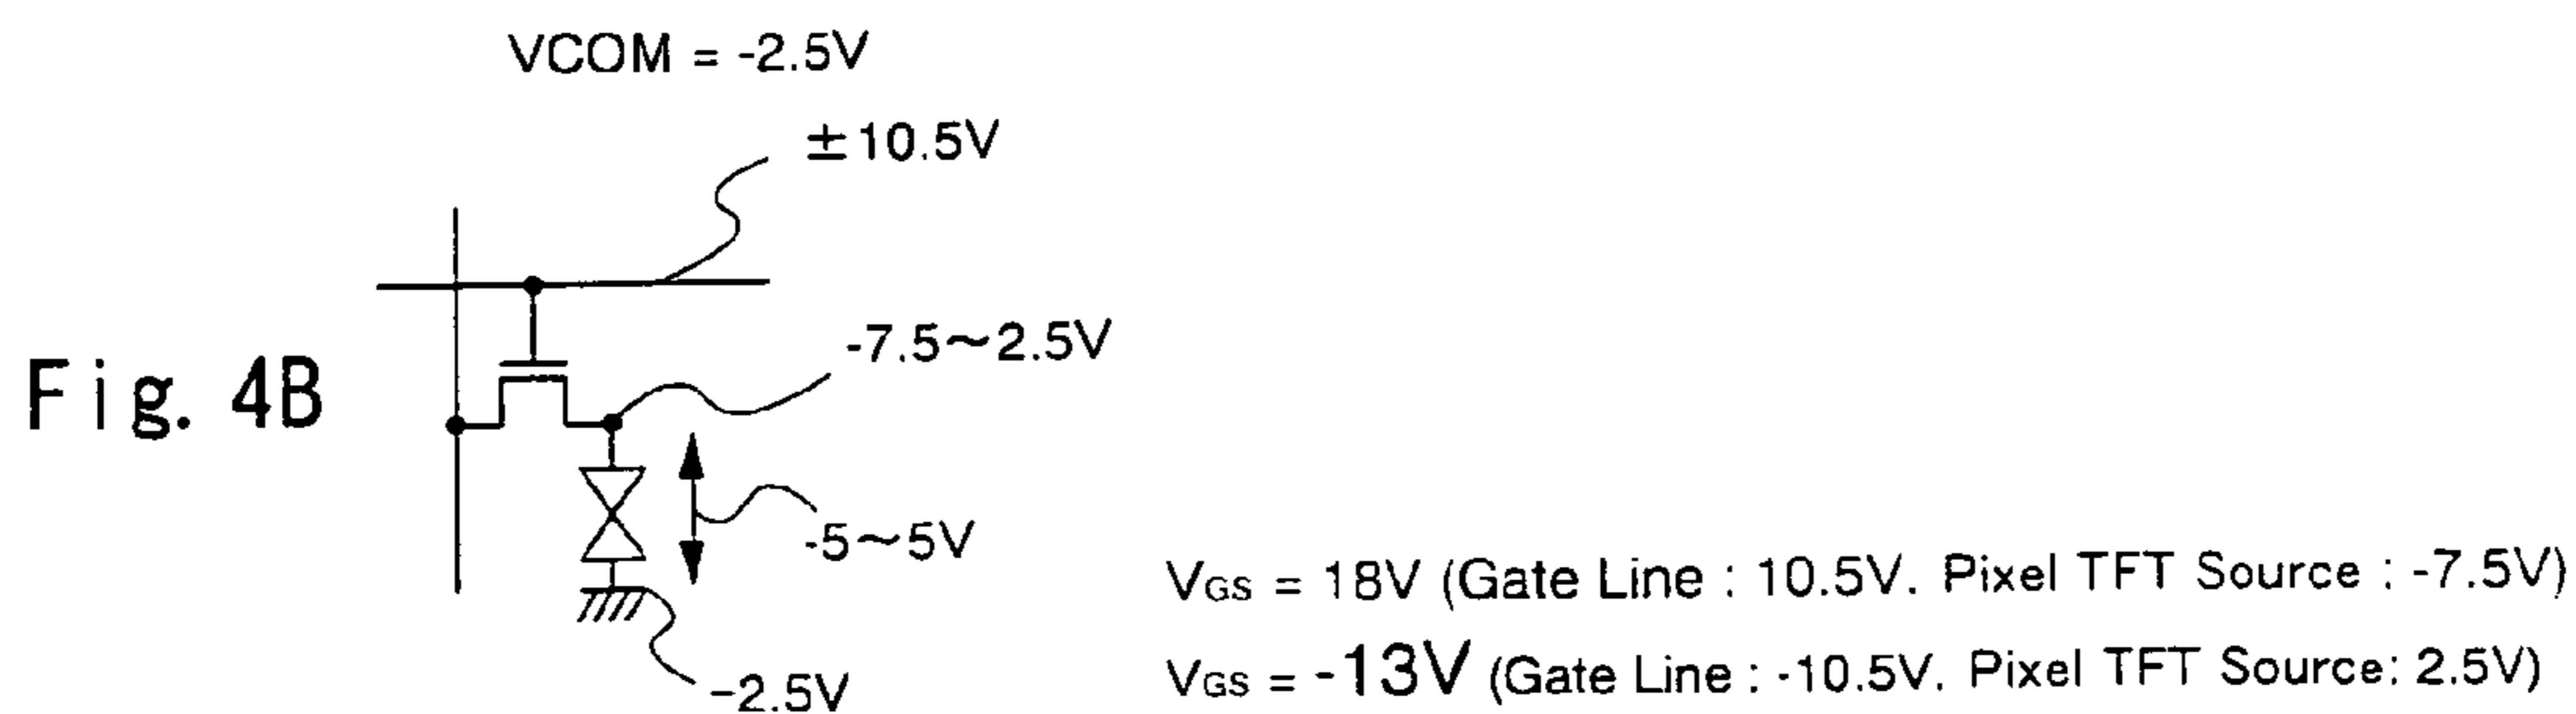 VCOM = -2.5V
±10.5V
-7.5~2.5V
Fig. 4B
-5~5V
VGS = 18V (Gate Line : 10.5V. Pixel TFT Source : -7.5V)
VGS = -13V (Gate Line : -10.5V. Pixel TFT Source: 2.5V)
-2.5V